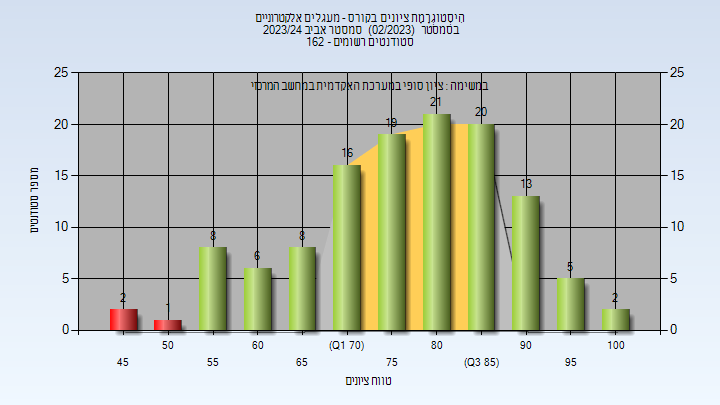 היסטוגרמת ציונים בקורס - מעגלים אלקטרוניים
בסמסטר (02/2023) סמסטר אביב 2023/24
סטודנטים רשומים - 162
במשימה : ציון סופי במערכת האקדמית במחשב המרכזי
25 25
20 20
15 15
10 10
5 5
0 0
מספר סטודנטים
2 1 8 6 8 16 19 21 20 13 5 2
50 60 (Q1 70) 80 90 100
45 55 65 75 (Q3 85) 95
טווח ציונים